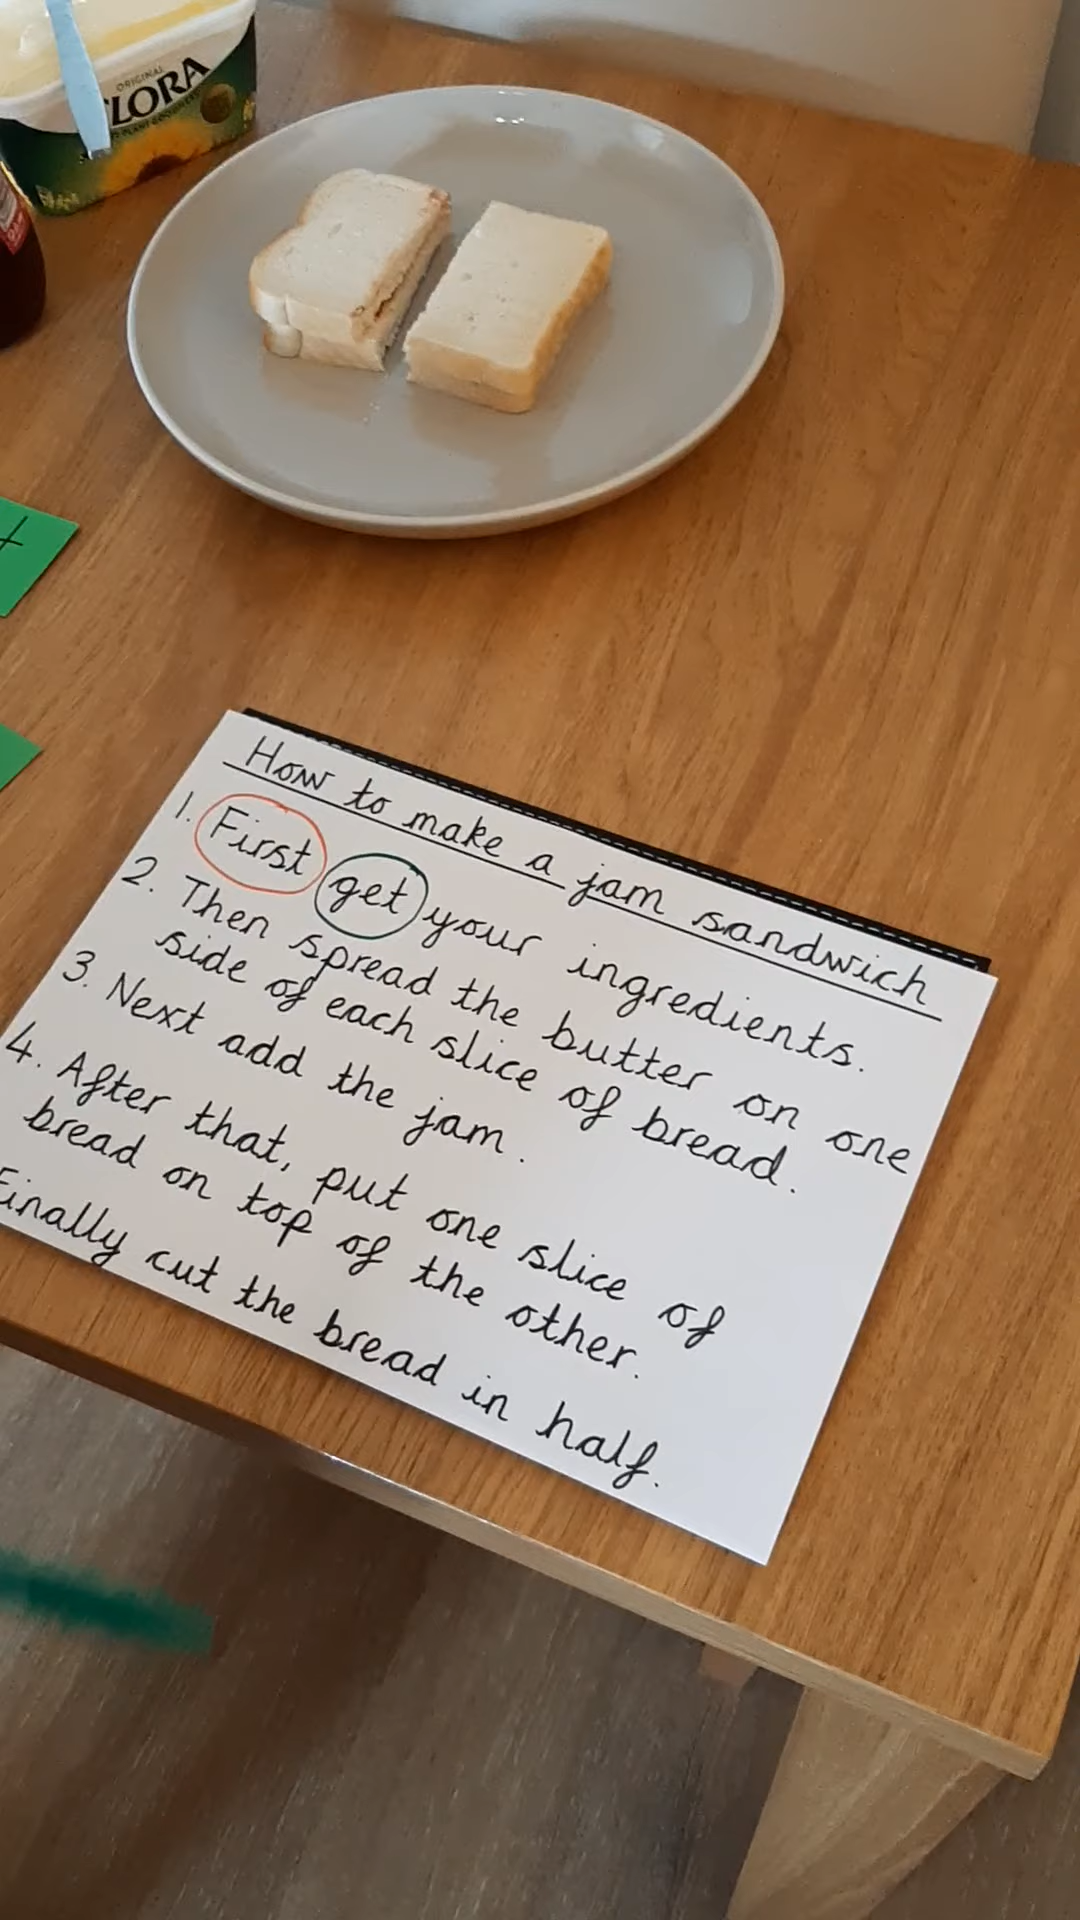 ORIGINAL
FLORA
How to make a jam sandwich
1. First get your ingredients.
2. Then spread the butter on one
side of each slice of bread.
3. Next add the jam.
4. After that, put one slice of
bread on top of the other.
Finally cut the bread in half.